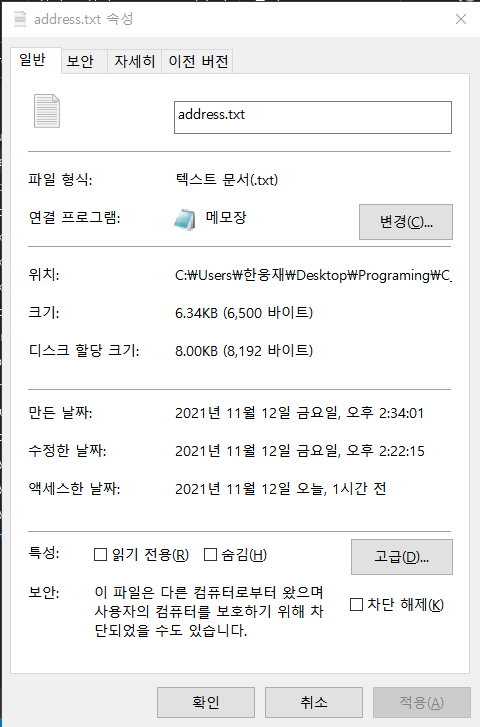 address.txt 속성
일반 보안 자세히 이전 버전
address.txt
파일 형식: 텍스트 문서(.txt)
연결 프로그램: 메모장 변경(C)...
위치: C:₩Users₩한웅재₩Desktop₩Programing₩C_
크기: 6.34KB (6,500 바이트)
디스크 할당 크기: 8.00KB (8,192 바이트)
만든 날짜: 2021년 11월 12일 금요일, 오후 2:34:01
수정한 날짜: 2021년 11월 12일 금요일, 오후 2:22:15
액세스한 날짜: 2021년 11월 12일 오늘, 1시간 전
특성: 읽기 전용(R) 숨김(H) 고급(D)...
보안: 이 파일은 다른 컴퓨터로부터 왔으며
사용자의 컴퓨터를 보호하기 위해 차
단되었을 수도 있습니다.
차단 해제(K)
확인 취소 적용(A)